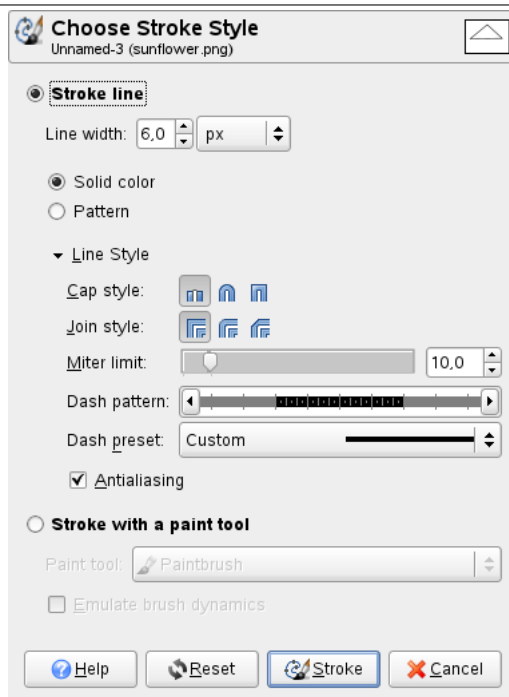 Choose Stroke Style
Unnamed-3 (sunflower.png)
Stroke line
Line width: 6,0 px
Solid color
Pattern
Line Style
Cap style:
Join style:
Miter limit: 10,0
Dash pattern:
Dash preset: Custom
Antialiasing
Stroke with a paint tool
Paint tool: Paintbrush
Emulate brush dynamics
Help Reset Stroke Cancel